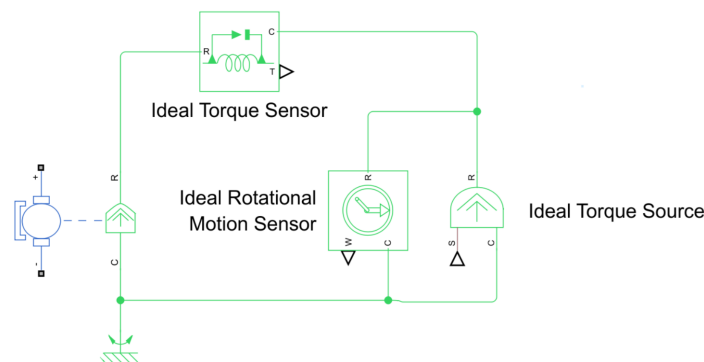 C
R
T
Ideal Torque Sensor
R
R
R
+
Ideal Rotational
Motion Sensor
Ideal Torque Source
W
C
S
C
C
-